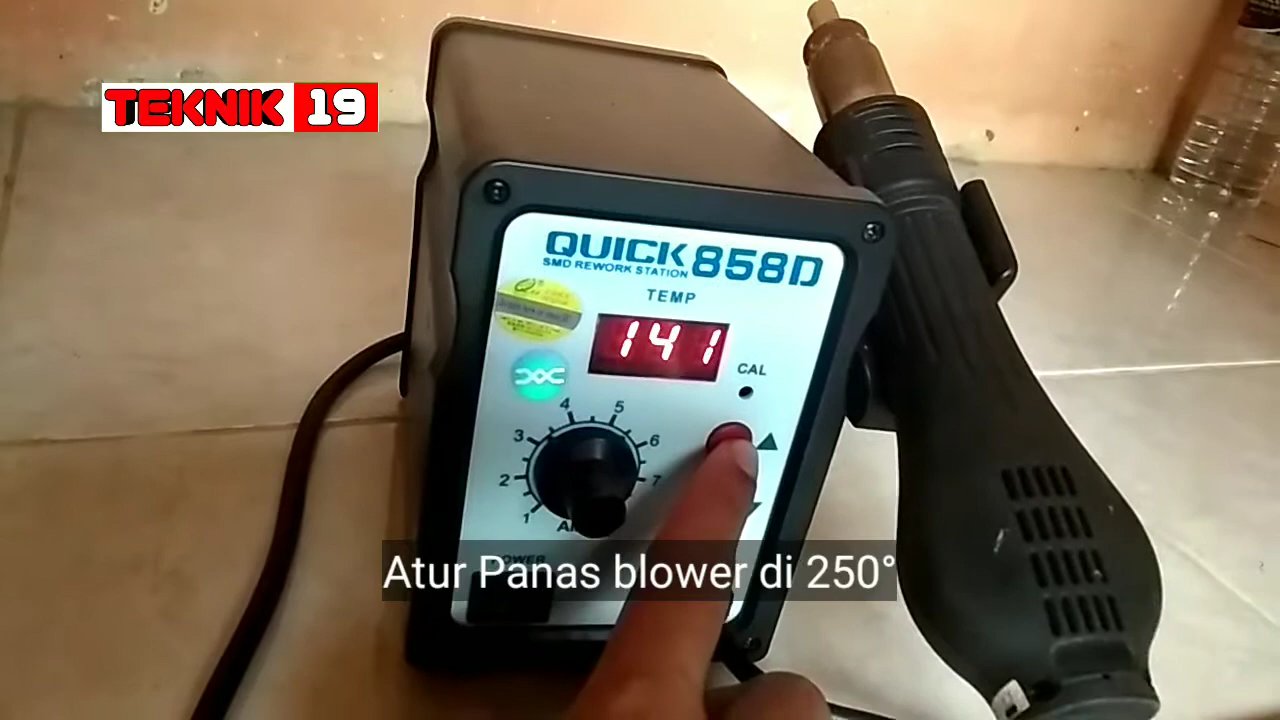 TEKNIK 19
QUICK 858D
SMD REWORK STATION
TEMP
141
CAL
1 2 3 4 5 6 7
POWER
Atur Panas blower di 250°